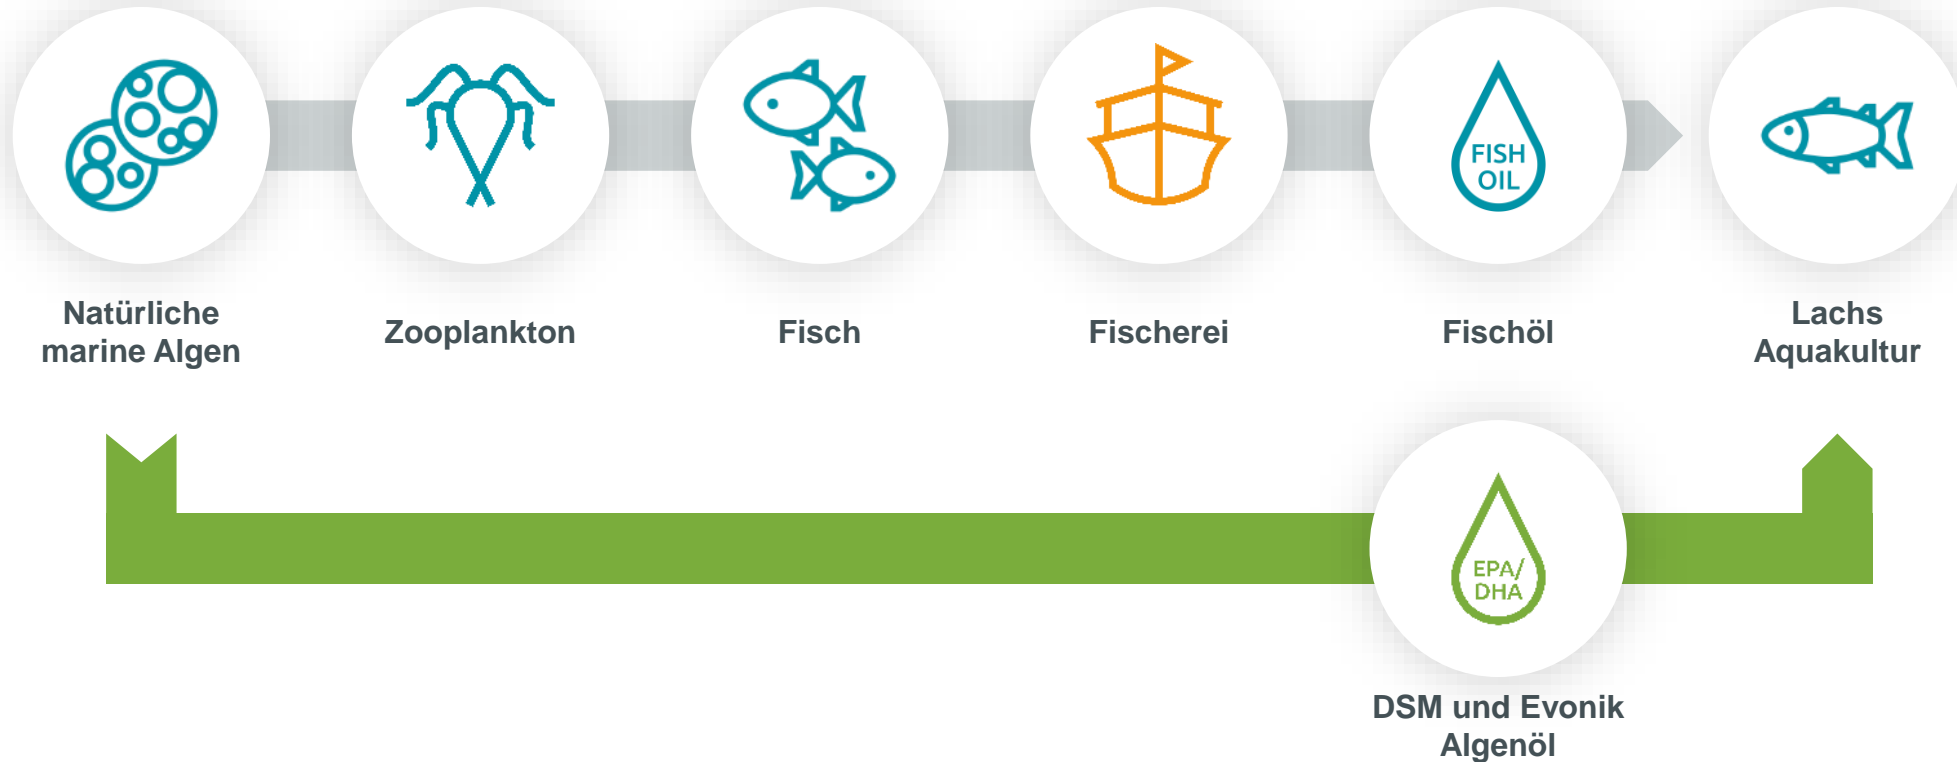 FISH
OIL
Natürliche
marine Algen
Zooplankton
Fisch
Fischerei
Fischöl
Lachs
Aquakultur
EPA/
DHA
DSM und Evonik
Algenöl